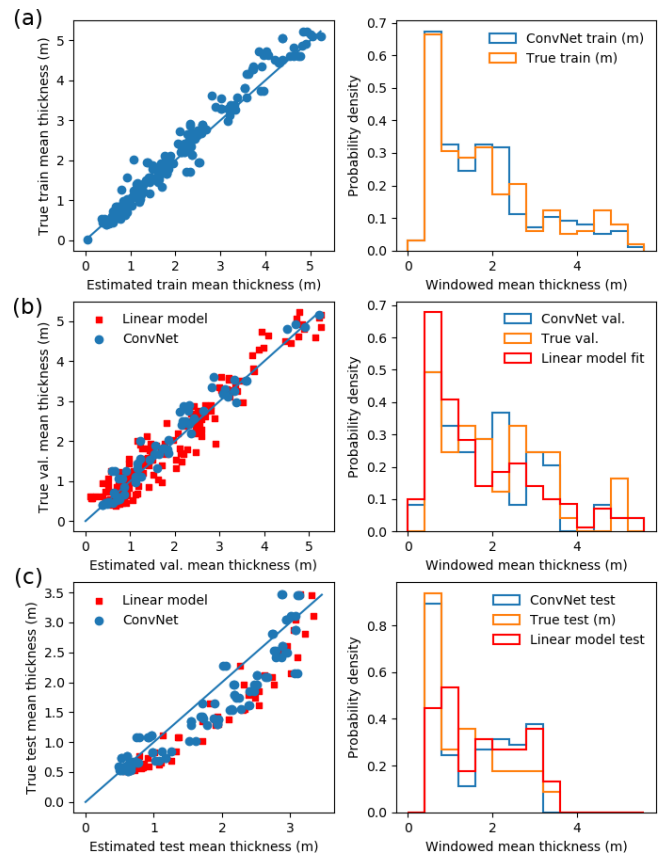 (a)
5
4
3
2
1
0
True train mean thickness (m)
0 1 2 3 4 5
Estimated train mean thickness (m)
0.7
0.6
0.5
0.4
0.3
0.2
0.1
0.0
Probability density
ConvNet train (m)
True train (m)
0 2 4
Windowed mean thickness (m)
(b)
5
4
3
2
1
0
True val. mean thickness (m)
Linear model
ConvNet
0 1 2 3 4 5
Estimated val. mean thickness (m)
0.7
0.6
0.5
0.4
0.3
0.2
0.1
0.0
Probability density
ConvNet val.
True val.
Linear model fit
0 2 4
Windowed mean thickness (m)
(c)
3.5
3.0
2.5
2.0
1.5
1.0
0.5
0.0
True test mean thickness (m)
Linear model
ConvNet
0 1 2 3
Estimated test mean thickness (m)
0.8
0.6
0.4
0.2
0.0
Probability density
ConvNet test
True test (m)
Linear model test
0 2 4
Windowed mean thickness (m)